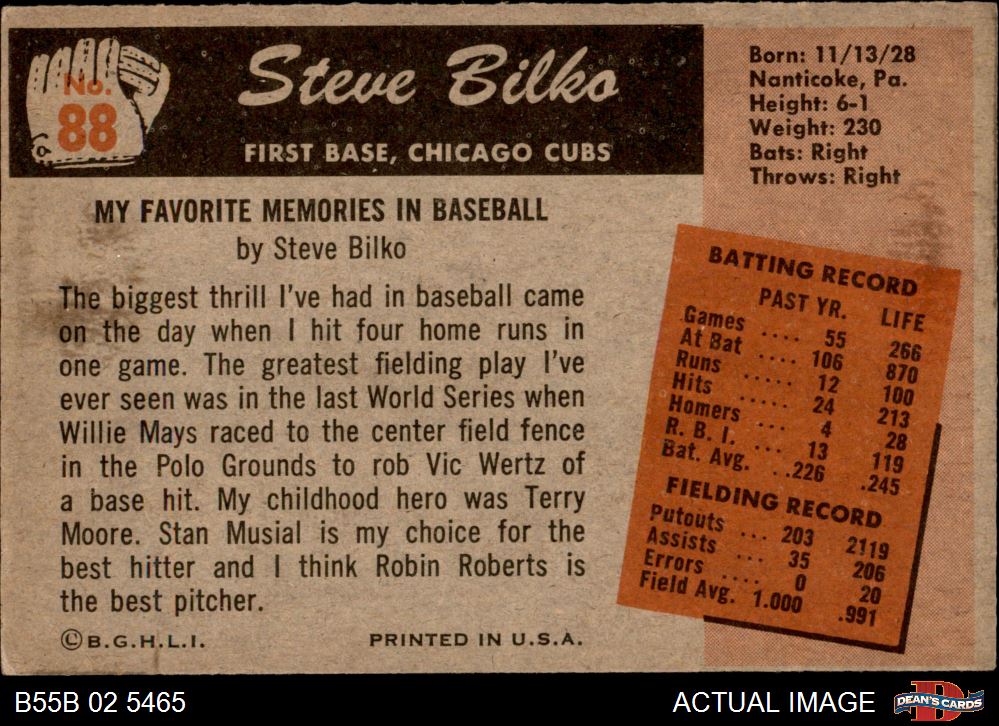 No.
88
Steve Bilko
FIRST BASE, CHICAGO CUBS
Born: 11/13/28
Nanticoke, Pa.
Height: 6-1
Weight: 230
Bats: Right
Throws: Right
MY FAVORITE MEMORIES IN BASEBALL
by Steve Bilko
The biggest thrill I've had in baseball came
on the day when I hit four home runs in
one game. The greatest fielding play I've
ever seen was in the last World Series when
Willie Mays raced to the center field fence
in the Polo Grounds to rob Vic Wertz of
a base hit. My childhood hero was Terry
Moore. Stan Musial is my choice for the
best hitter and I think Robin Roberts is
the best pitcher.
©B.G.H.L.I. PRINTED IN U.S.A.
BATTING RECORD
PAST YR. LIFE
Games .... 55 266
At Bat .... 106 870
Runs ..... 12 100
Hits ..... 24 213
Homers ... 4 28
R. B. I. ... 13 119
Bat. Avg. ..226 .245
FIELDING RECORD
Putouts ... 203 2119
Assists ... 35 206
Errors .... 0 20
Field Avg. 1.000 .991
B55B 02 5465 ACTUAL IMAGE D DEAN'S CARDS